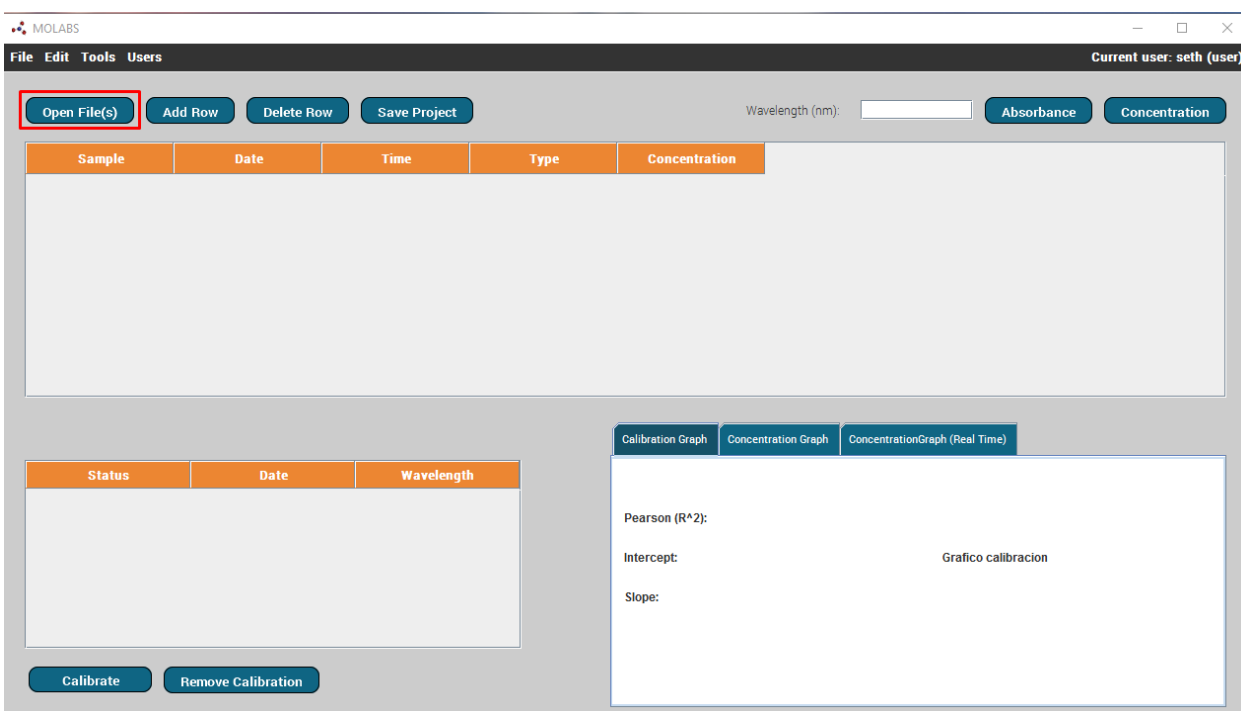 MOLABS
File Edit Tools Users Current user: seth (user)
Open File(s) Add Row Delete Row Save Project Wavelength (nm): Absorbance Concentration
Sample Date Time Type Concentration
Calibration Graph Concentration Graph ConcentrationGraph (Real Time)
Status Date Wavelength
Pearson (R^2):
Intercept: Grafico calibracion
Slope:
Calibrate Remove Calibration